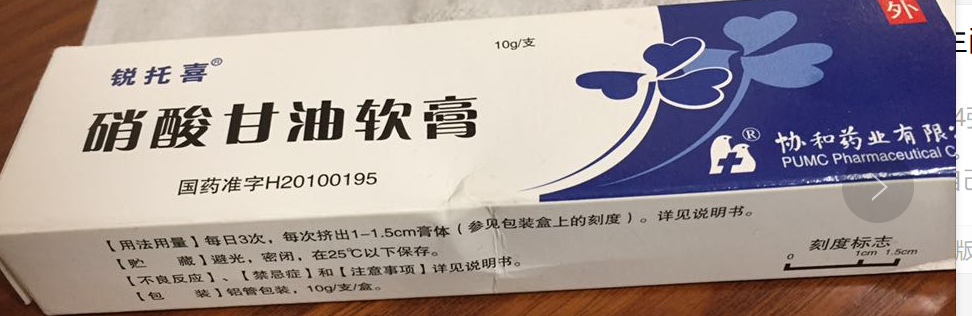 外
10g/支
锐托喜®
硝酸甘油软膏
国药准字H20100195
® 协和药业有限
PUMC Pharmaceutical C
【用法用量】每日3次，每次挤出1-1.5cm膏体（参见包装盒上的刻度）。详见说明书。
【贮 藏】避光，密闭，在25℃以下保存。
【不良反应】、【禁忌症】和【注意事项】详见说明书。
【包 装】铝管包装，10g/支/盒。
刻度标志
0 1cm 1.5cm
版